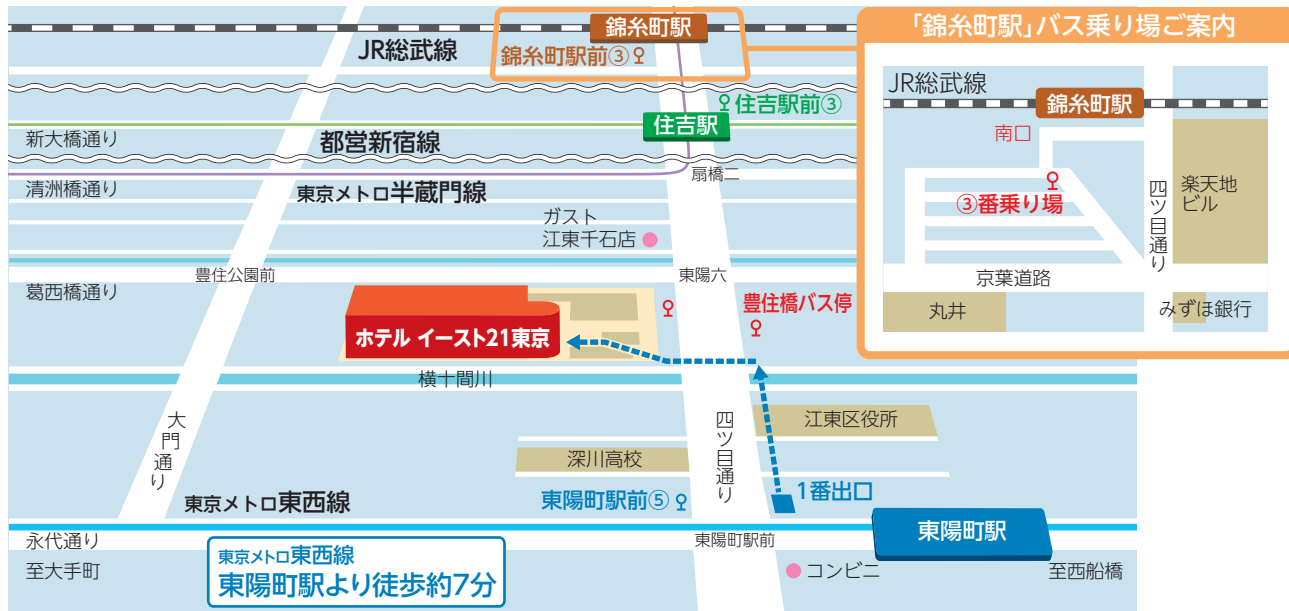 錦糸町駅
JR総武線
錦糸町駅前③
住吉駅前③
住吉駅
新大橋通り
都営新宿線
扇橋二
清洲橋通り
東京メトロ半蔵門線
ガスト
江東千石店
豊住公園前
東陽六
葛西橋通り
豊住橋バス停
ホテル イースト21東京
横十間川
大門通り
四ツ目通り
江東区役所
深川高校
東陽町駅前⑤
1番出口
東京メトロ東西線
東陽町駅
永代通り
東陽町駅前
至大手町
東京メトロ東西線
東陽町駅より徒歩約7分
コンビニ
至西船橋
「錦糸町駅」バス乗り場ご案内
JR総武線
錦糸町駅
南口
③番乗り場
四ツ目通り
楽天地
ビル
京葉道路
丸井
みずほ銀行